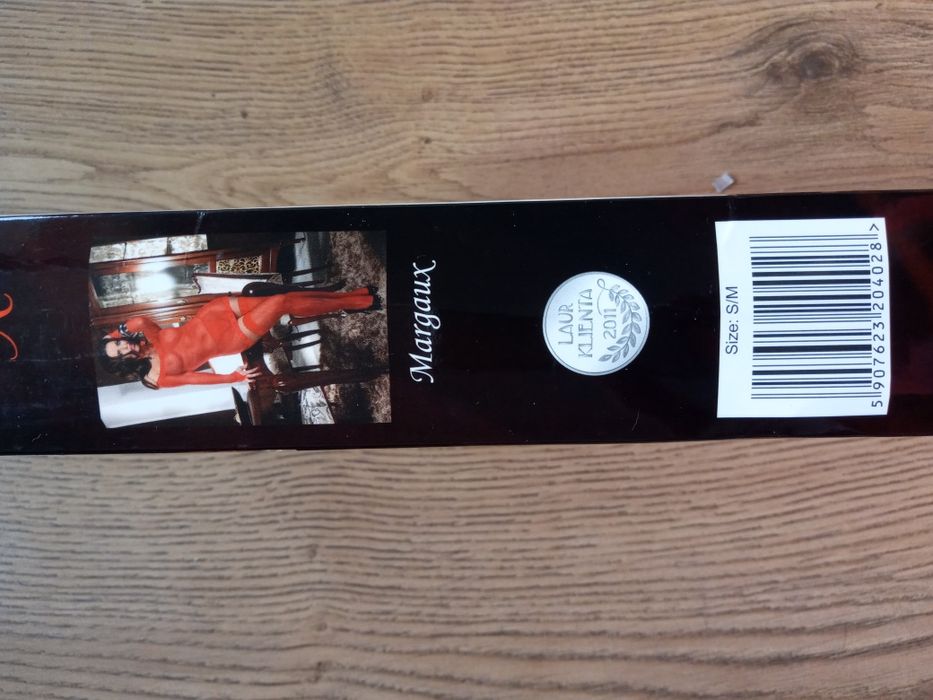 Margaux
LAUR
KLIENTA
2011
Size: S/M
5 907623 204028 >